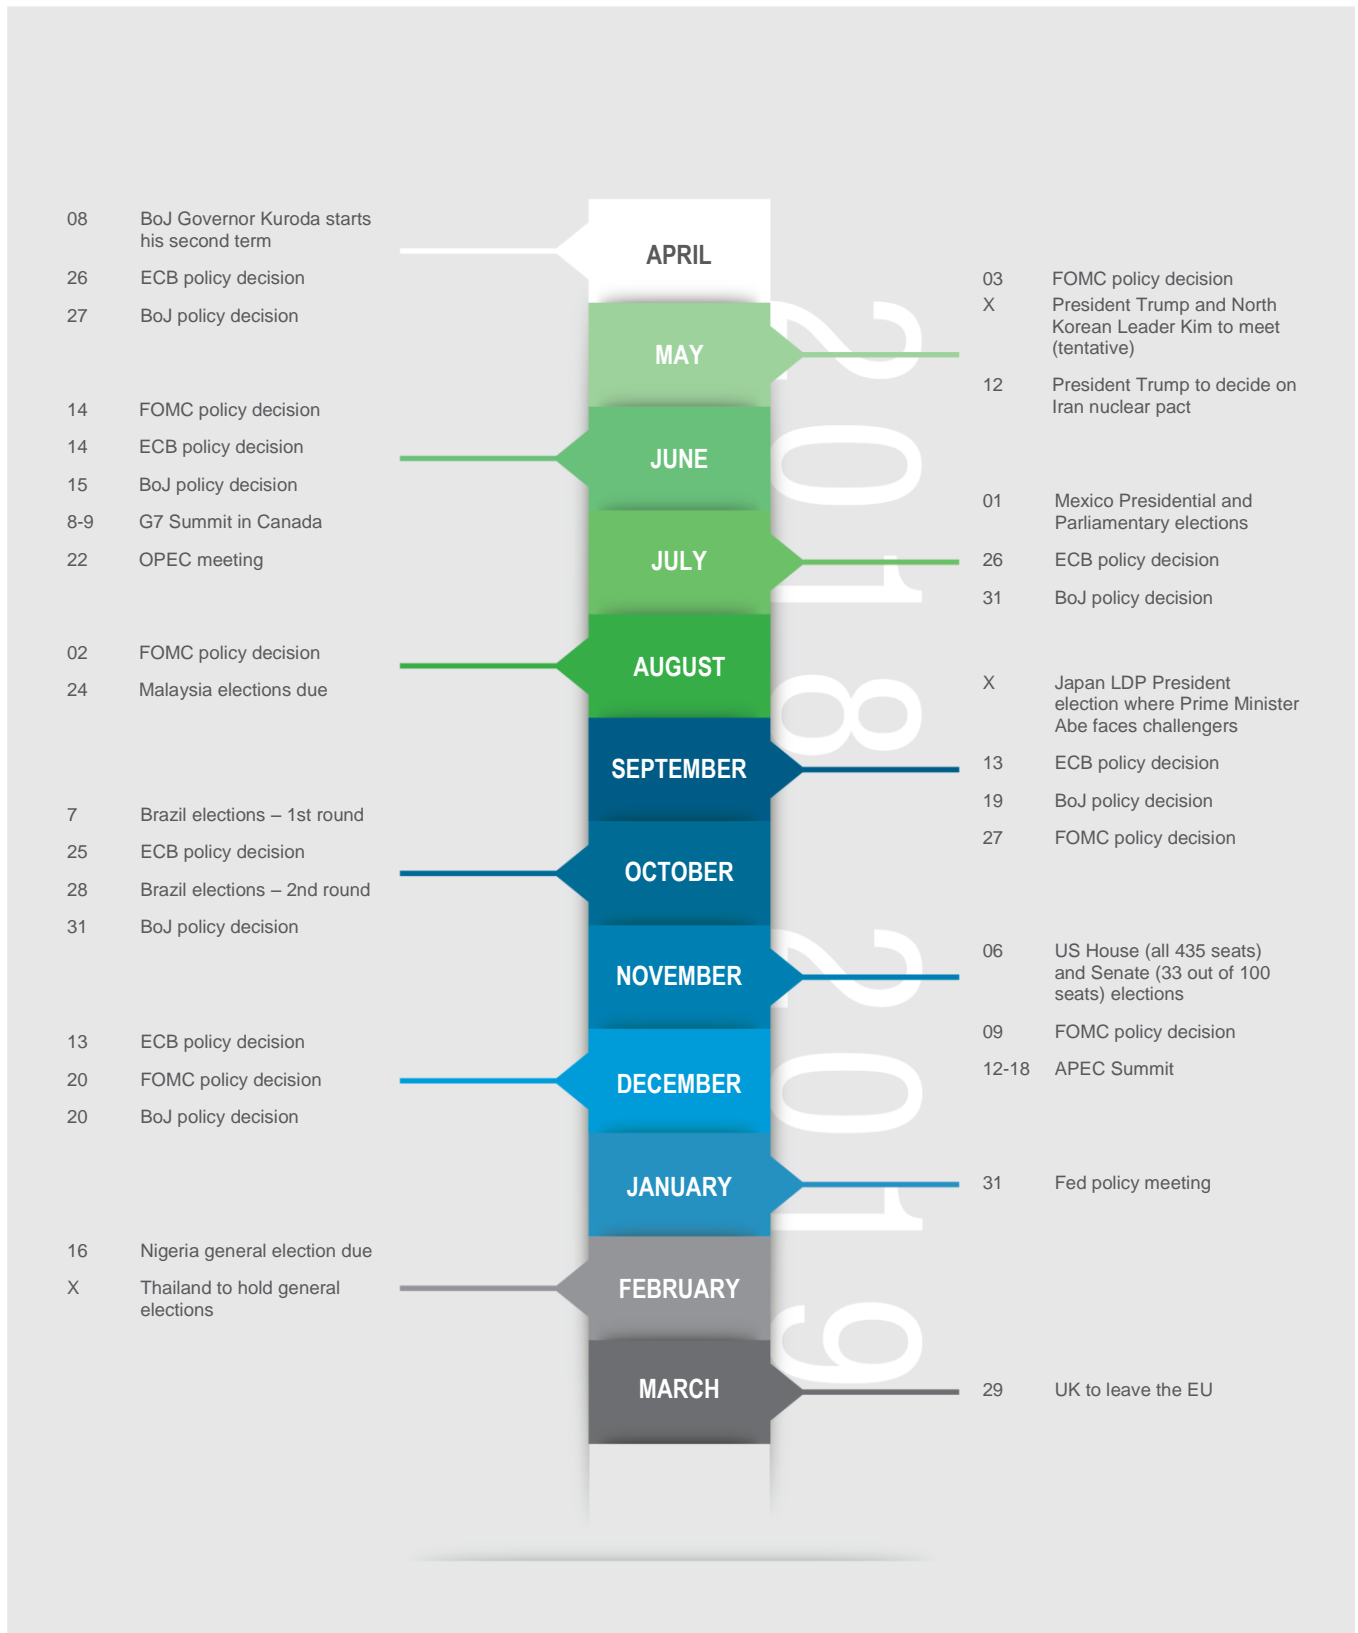 08 BoJ Governor Kuroda starts
his second term
26 ECB policy decision
27 BoJ policy decision
APRIL
03 FOMC policy decision
X President Trump and North
Korean Leader Kim to meet
(tentative)
12 President Trump to decide on
Iran nuclear pact
MAY
14 FOMC policy decision
14 ECB policy decision
15 BoJ policy decision
8-9 G7 Summit in Canada
22 OPEC meeting
JUNE
01 Mexico Presidential and
Parliamentary elections
26 ECB policy decision
31 BoJ policy decision
JULY
02 FOMC policy decision
24 Malaysia elections due
AUGUST
X Japan LDP President
election where Prime Minister
Abe faces challengers
13 ECB policy decision
19 BoJ policy decision
27 FOMC policy decision
SEPTEMBER
7 Brazil elections – 1st round
25 ECB policy decision
28 Brazil elections – 2nd round
31 BoJ policy decision
OCTOBER
06 US House (all 435 seats)
and Senate (33 out of 100
seats) elections
09 FOMC policy decision
12-18 APEC Summit
NOVEMBER
13 ECB policy decision
20 FOMC policy decision
20 BoJ policy decision
DECEMBER
2018
31 Fed policy meeting
JANUARY
16 Nigeria general election due
X Thailand to hold general
elections
FEBRUARY
29 UK to leave the EU
MARCH
2019